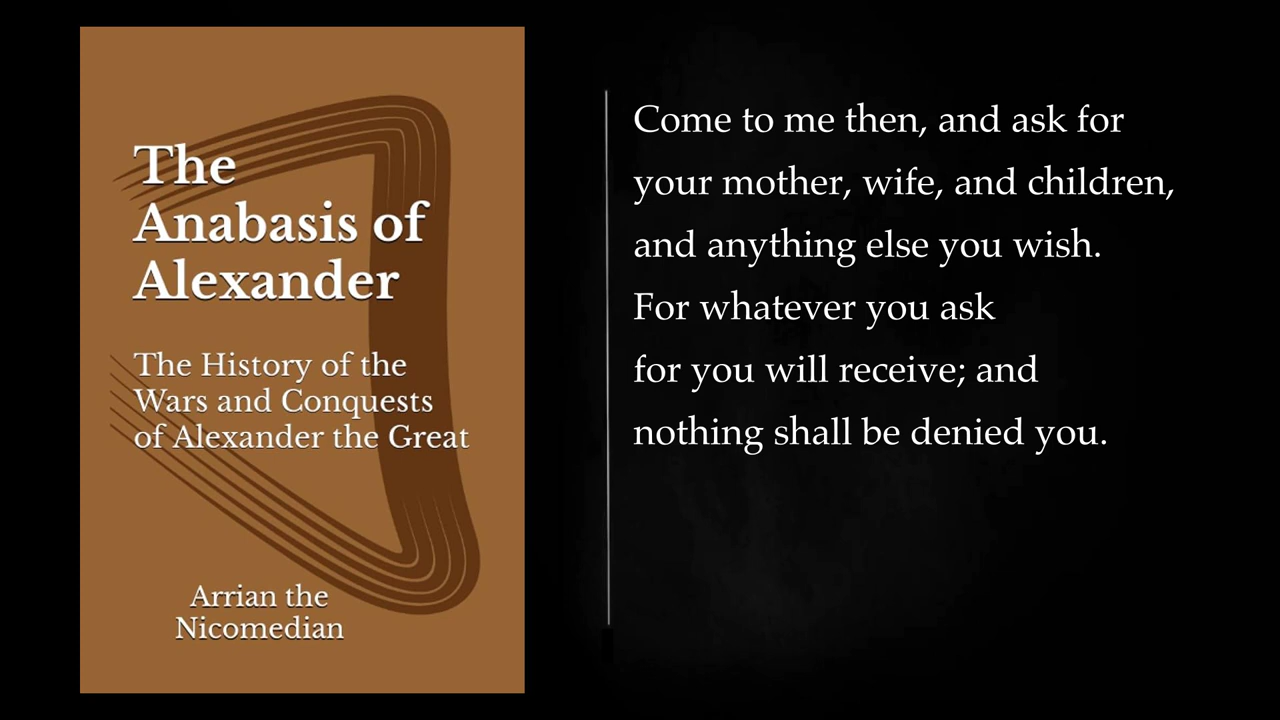 The
Anabasis of
Alexander
The History of the
Wars and Conquests
of Alexander the Great
Arrian the
Nicomedian
Come to me then, and ask for
your mother, wife, and children,
and anything else you wish.
For whatever you ask
for you will receive; and
nothing shall be denied you.